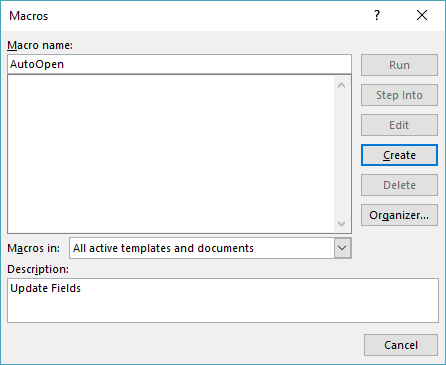 Macros
?
Macro name:
AutoOpen
Run
Step Into
Edit
Create
Delete
Organizer...
Macros in:
All active templates and documents
Description:
Update Fields
Cancel